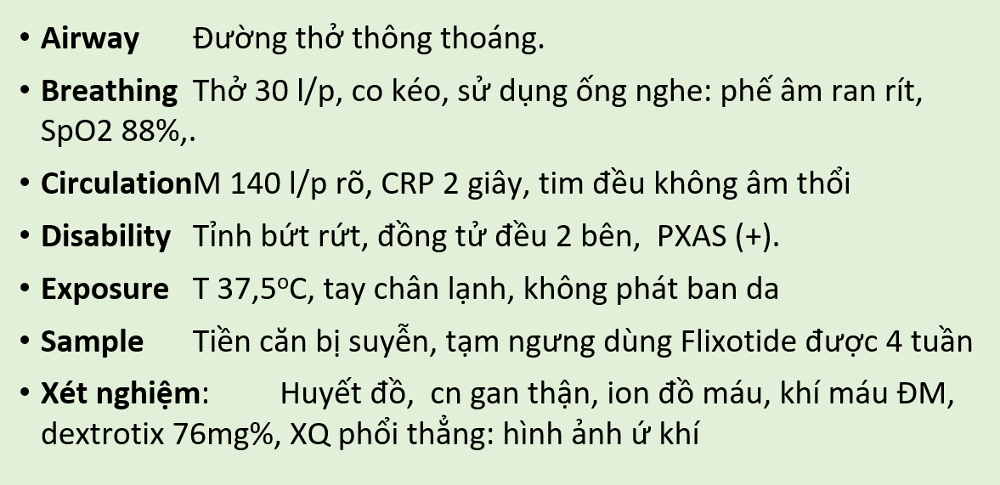 • Airway Đường thở thông thoáng.
• Breathing Thở 30 l/p, co kéo, sử dụng ống nghe: phế âm ran rít,
SpO2 88%,.
• CirculationM 140 l/p rõ, CRP 2 giây, tim đều không âm thổi
• Disability Tỉnh bứt rứt, đồng tử đều 2 bên, PXAS (+).
• Exposure T 37,5ºC, tay chân lạnh, không phát ban da
• Sample Tiền căn bị suyễn, tạm ngưng dùng Flixotide được 4 tuần
• Xét nghiệm: Huyết đồ, cn gan thận, ion đồ máu, khí máu ĐM,
dextrotix 76mg%, XQ phổi thẳng: hình ảnh ứ khí